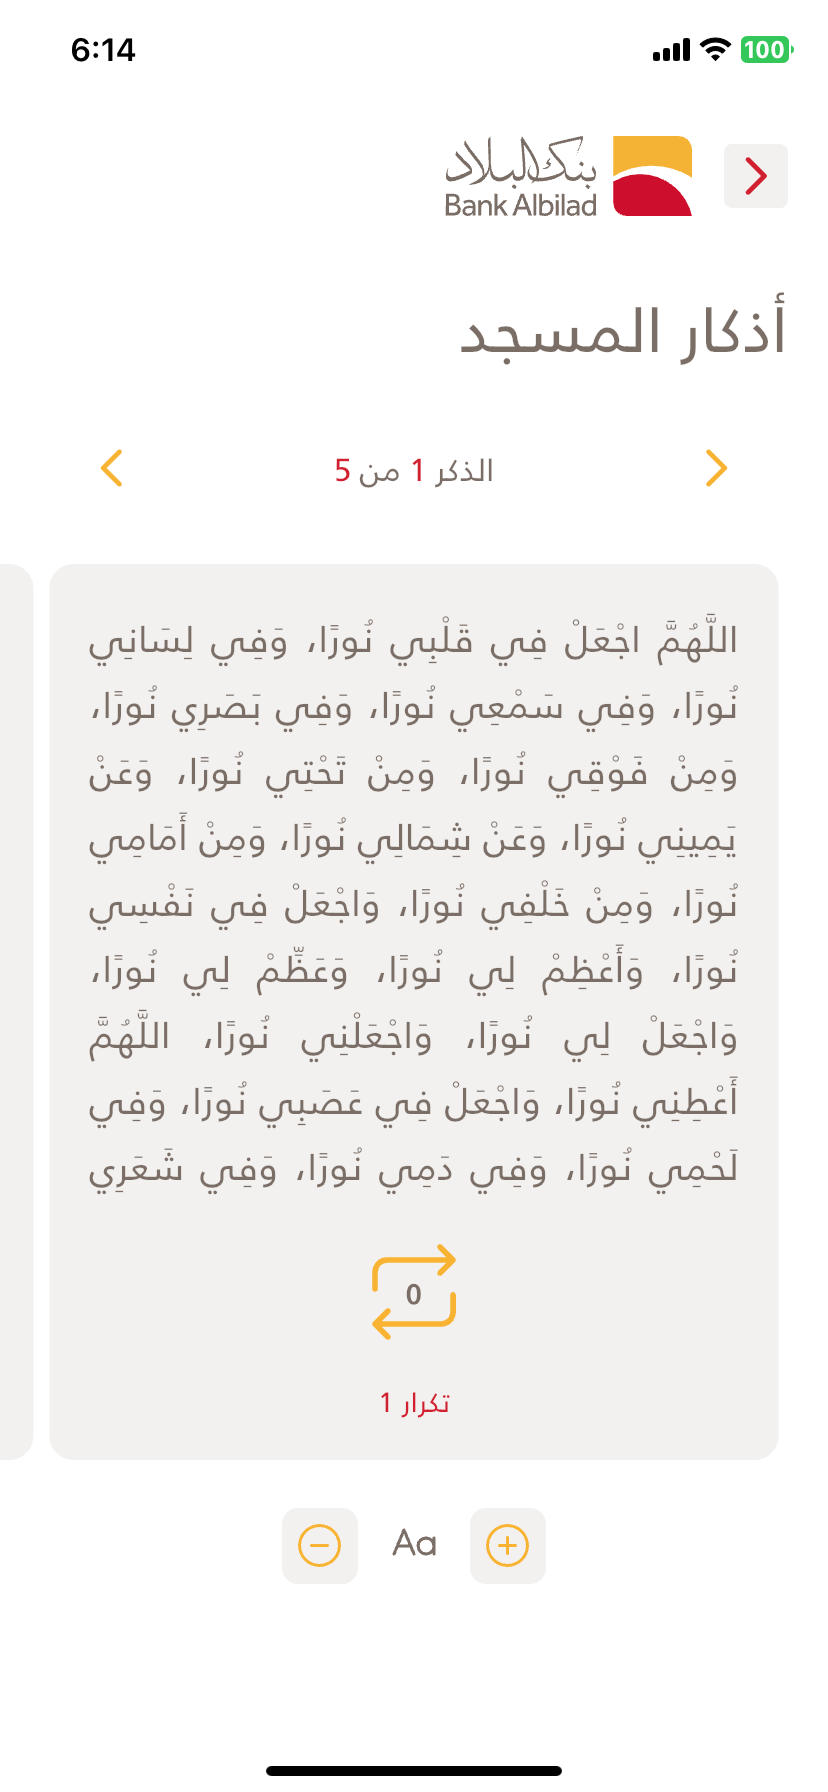 6:14
100
بنك البلاد
Bank Albilad
أذكار المسجد
الذكر 1 من 5
اللَّهُمَّ اجْعَلْ فِي قَلْبِي نُورًا، وَفِي لِسَانِي
نُورًا، وَفِي سَمْعِي نُورًا، وَفِي بَصَرِي نُورًا،
وَمِنْ فَوْقِي نُورًا، وَمِنْ تَحْتِي نُورًا، وَعَنْ
يَمِينِي نُورًا، وَعَنْ شِمَالِي نُورًا، وَمِنْ أَمَامِي
نُورًا، وَمِنْ خَلْفِي نُورًا، وَاجْعَلْ فِي نَفْسِي
نُورًا، وَأَعْظِمْ لِي نُورًا، وَعَظِّمْ لِي نُورًا،
وَاجْعَلْ لِي نُورًا، وَاجْعَلْنِي نُورًا، اللَّهُمَّ
أَعْطِنِي نُورًا، وَاجْعَلْ فِي عَصَبِي نُورًا، وَفِي
لَحْمِي نُورًا، وَفِي دَمِي نُورًا، وَفِي شَعَرِي
0
تكرار 1
Aa